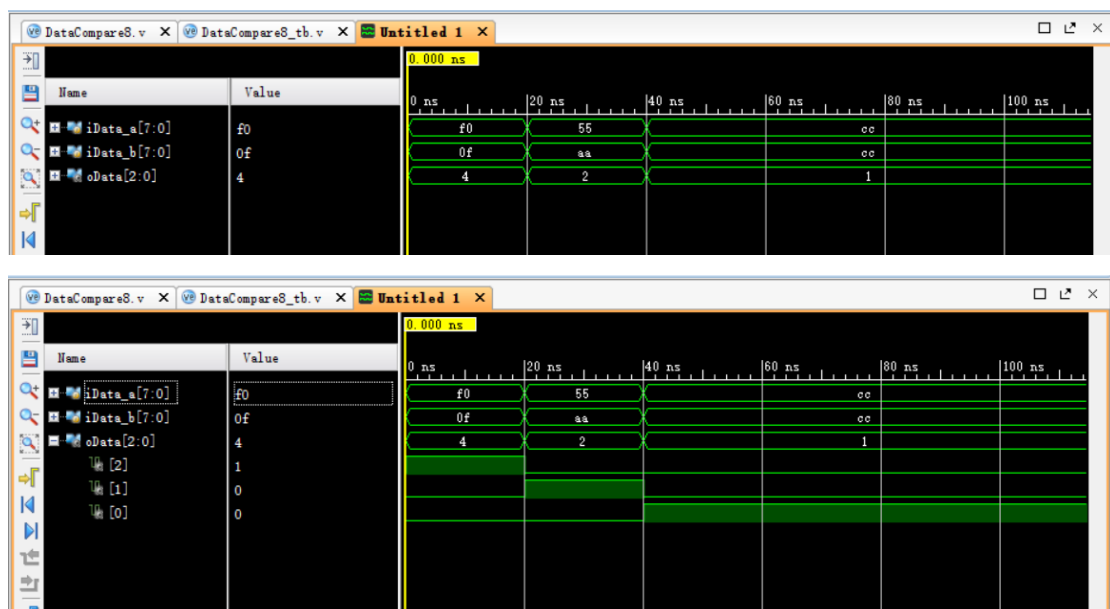 DataCompare8.v X DataCompare8_tb.v X Untitled 1 X
0.000 ns
Name Value
0 ns 20 ns 40 ns 60 ns 80 ns 100 ns
iData_a[7:0] f0 f0 55 cc
iData_b[7:0] 0f 0f aa cc
oData[2:0] 4 4 2 1
DataCompare8.v X DataCompare8_tb.v X Untitled 1 X
0.000 ns
Name Value
0 ns 20 ns 40 ns 60 ns 80 ns 100 ns
iData_a[7:0] f0 f0 55 cc
iData_b[7:0] 0f 0f aa cc
oData[2:0] 4 4 2 1
[2] 1
[1] 0
[0] 0